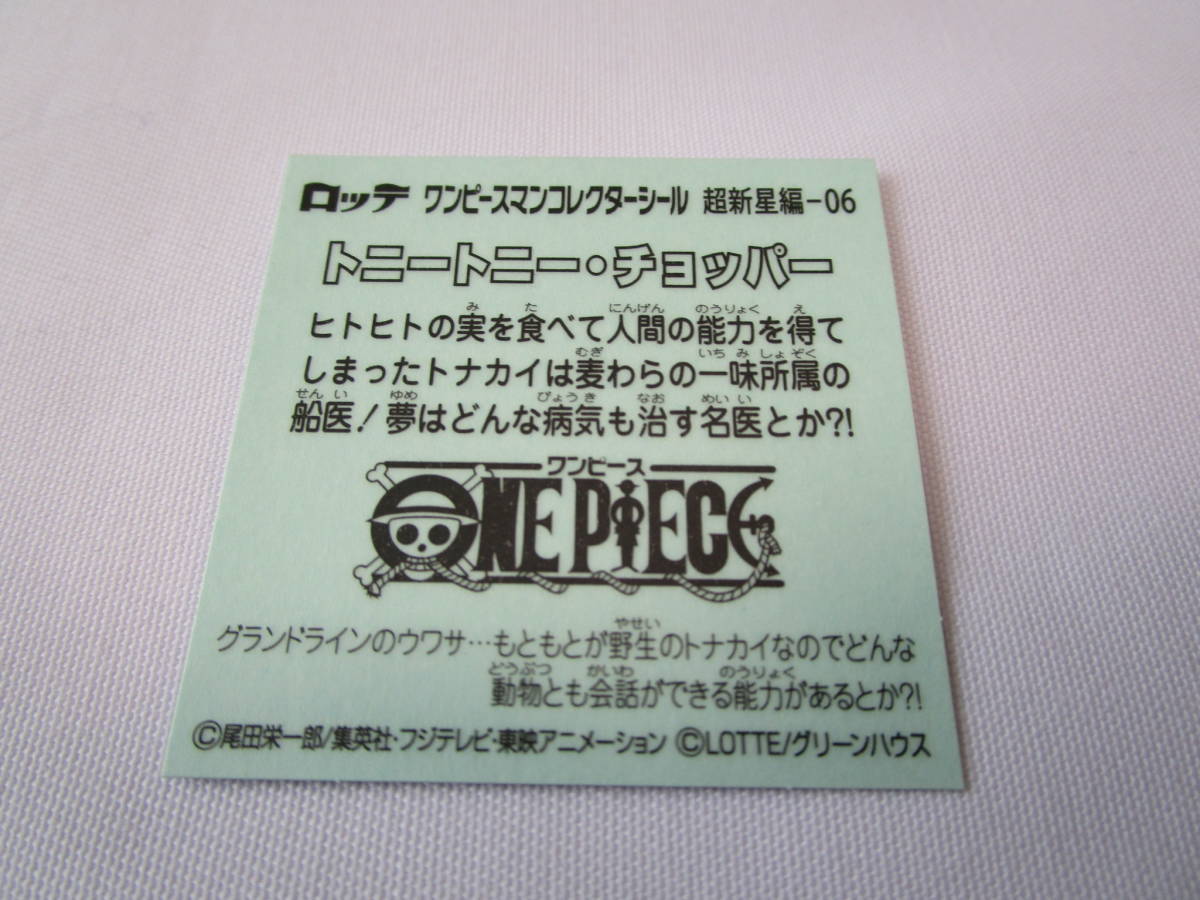 ロッテ ワンピースマンコレクターシール 超新星編-06
トニートニー・チョッパー
ヒトヒトの実を食べて人間の能力を得て
しまったトナカイは麦わらの一味所属の
船医!夢はどんな病気も治す名医とか?!
ワンピース
ONE PIECE
グランドラインのウワサ…もともとが野生のトナカイなのでどんな
動物とも会話ができる能力があるとか?!
©尾田栄一郎/集英社・フジテレビ・東映アニメーション ©LOTTE/グリーンハウス